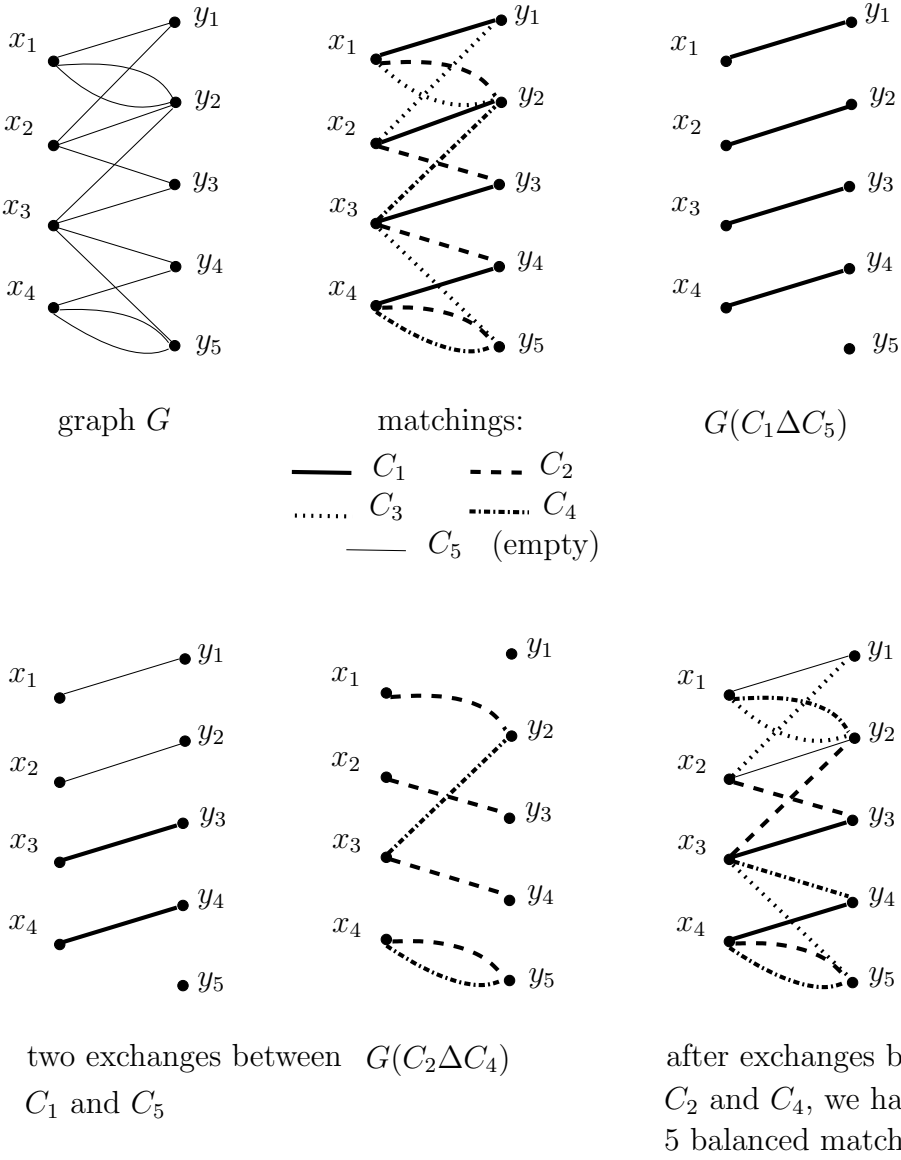 x₁ y₁
x₂ y₂
x₃ y₃
x₄ y₄
y₅
graph G
x₁ y₁
x₂ y₂
x₃ y₃
x₄ y₄
y₅
matchings:
C₁ C₂
C₃ C₄
C₅ (empty)
x₁ y₁
x₂ y₂
x₃ y₃
x₄ y₄
y₅
G(C₁ΔC₅)
x₁ y₁
x₂ y₂
x₃ y₃
x₄ y₄
y₅
two exchanges between
C₁ and C₅
x₁ y₁
x₂ y₂
x₃ y₃
x₄ y₄
y₅
G(C₂ΔC₄)
x₁ y₁
x₂ y₂
x₃ y₃
x₄ y₄
y₅
after exchanges
C₂ and C₄, we
5 balanced